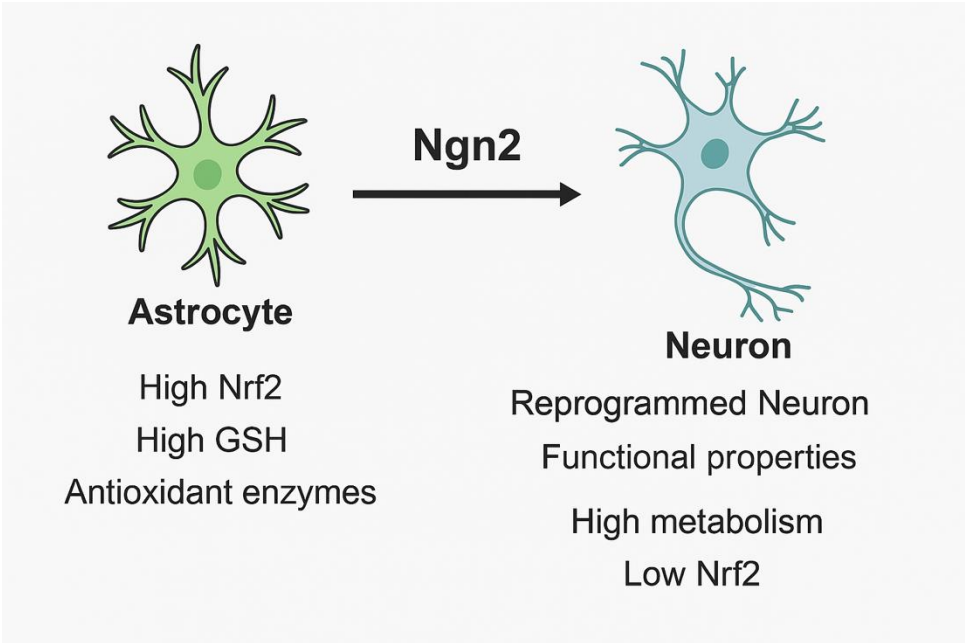 Ngn2
Astrocyte
High Nrf2
High GSH
Antioxidant enzymes
Neuron
Reprogrammed Neuron
Functional properties
High metabolism
Low Nrf2